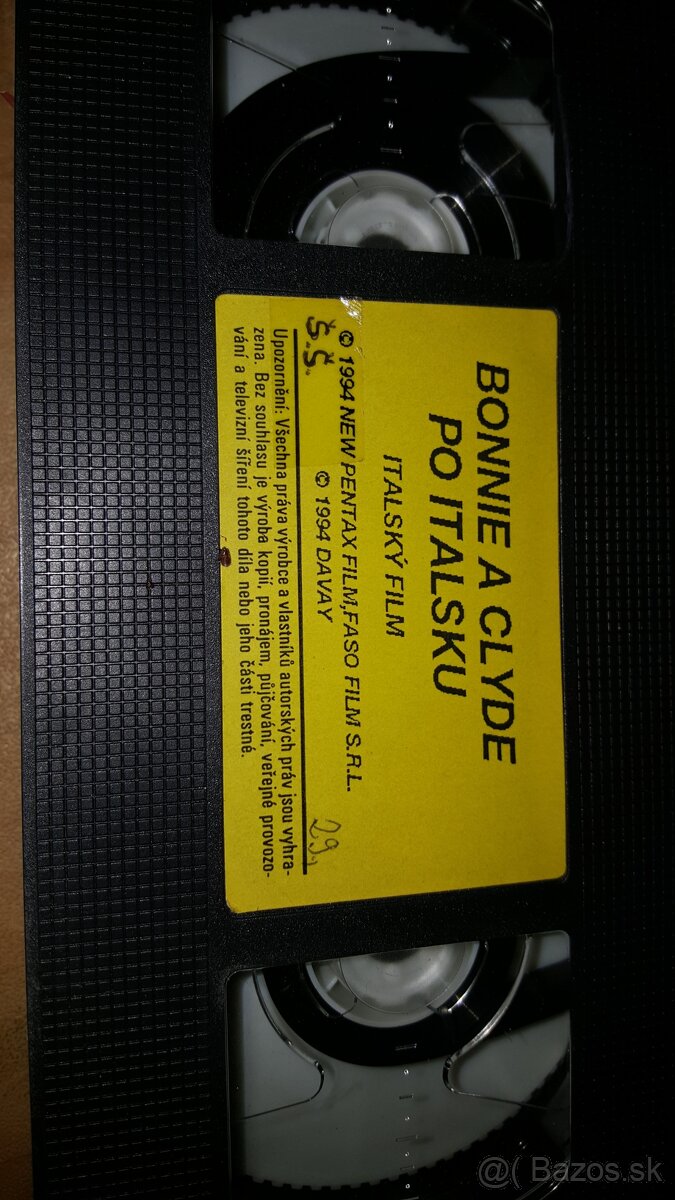 BONNIE A CLYDE
PO ITALSKU
ITALSKÝ FILM
© 1994 NEW PENTAX FILM,FASO FILM S.R.L.
© 1994 DAVAY
Š.Š.
29,
Upozornění: Všechna práva výrobce a vlastníků autorských práv jsou vyhra-
zena. Bez souhlasu je výroba kopií, pronájem, půjčování, veřejné provozo-
vání a televizní šíření tohoto díla nebo jeho části trestné.
@( Bazos.sk